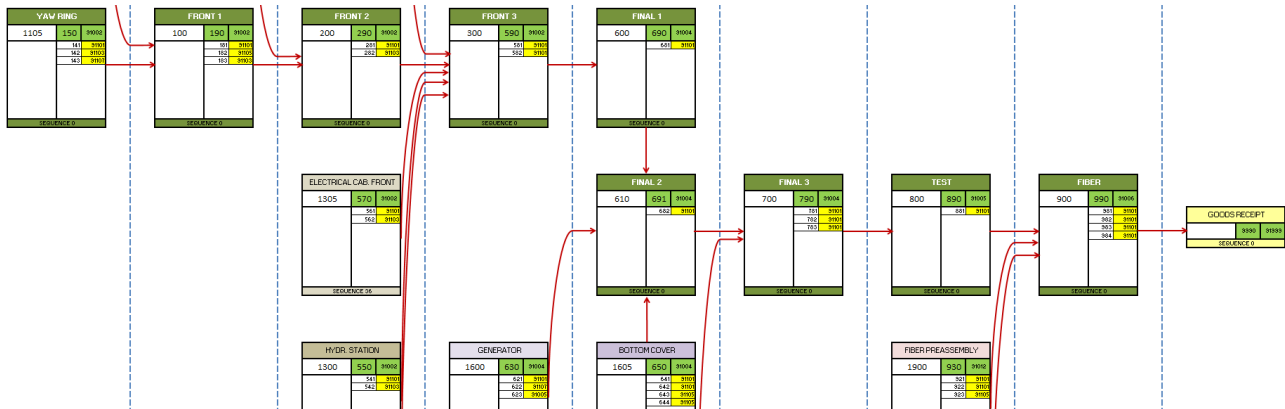 YAW RING
1105 150 91002
141 91101
142 91103
143 91107
SEQUENCE 0
FRONT 1
100 190 91002
181 91101
182 91105
183 91103
SEQUENCE 0
FRONT 2
200 290 91002
281 91101
282 91103
SEQUENCE 0
FRONT 3
300 590 91002
581 91101
582 91101
SEQUENCE 0
FINAL 1
600 690 91004
681 91101
SEQUENCE 0
ELECTRICAL CAB. FRONT
1305 570 91002
561 91101
562 91103
SEQUENCE 36
FINAL 2
610 691 91004
682 91101
SEQUENCE 0
FINAL 3
700 790 91004
781 91101
782 91101
783 91101
SEQUENCE 0
TEST
800 890 91005
881 91101
SEQUENCE 0
FIBER
900 990 91006
981 91101
982 91101
983 91101
984 91101
SEQUENCE 0
GOODS RECEIPT
9990 91999
SEQUENCE 0
HYDR. STATION
1300 550 91002
541 91101
542 91103
GENERATOR
1600 630 91004
621 91101
622 91107
623 91005
BOTTOM COVER
1605 650 91004
641 91101
642 91101
643 91105
644 91105
FIBER PREASSEMBLY
1900 930 91012
921 91101
922 91101
923 91105